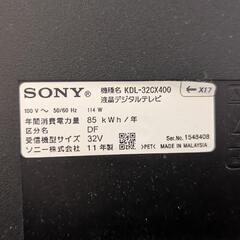 SONY 機種名 KDL-32CX400
液晶デジタルテレビ ← X17
100 V～ 50/60 Hz 114 W
年間消費電力量 85 kWh/年
区分名 DF
受信機型サイズ 32V Ser.No.1548408
ソニー株式会社 11年製 >PET< MADE IN MALAYSIA